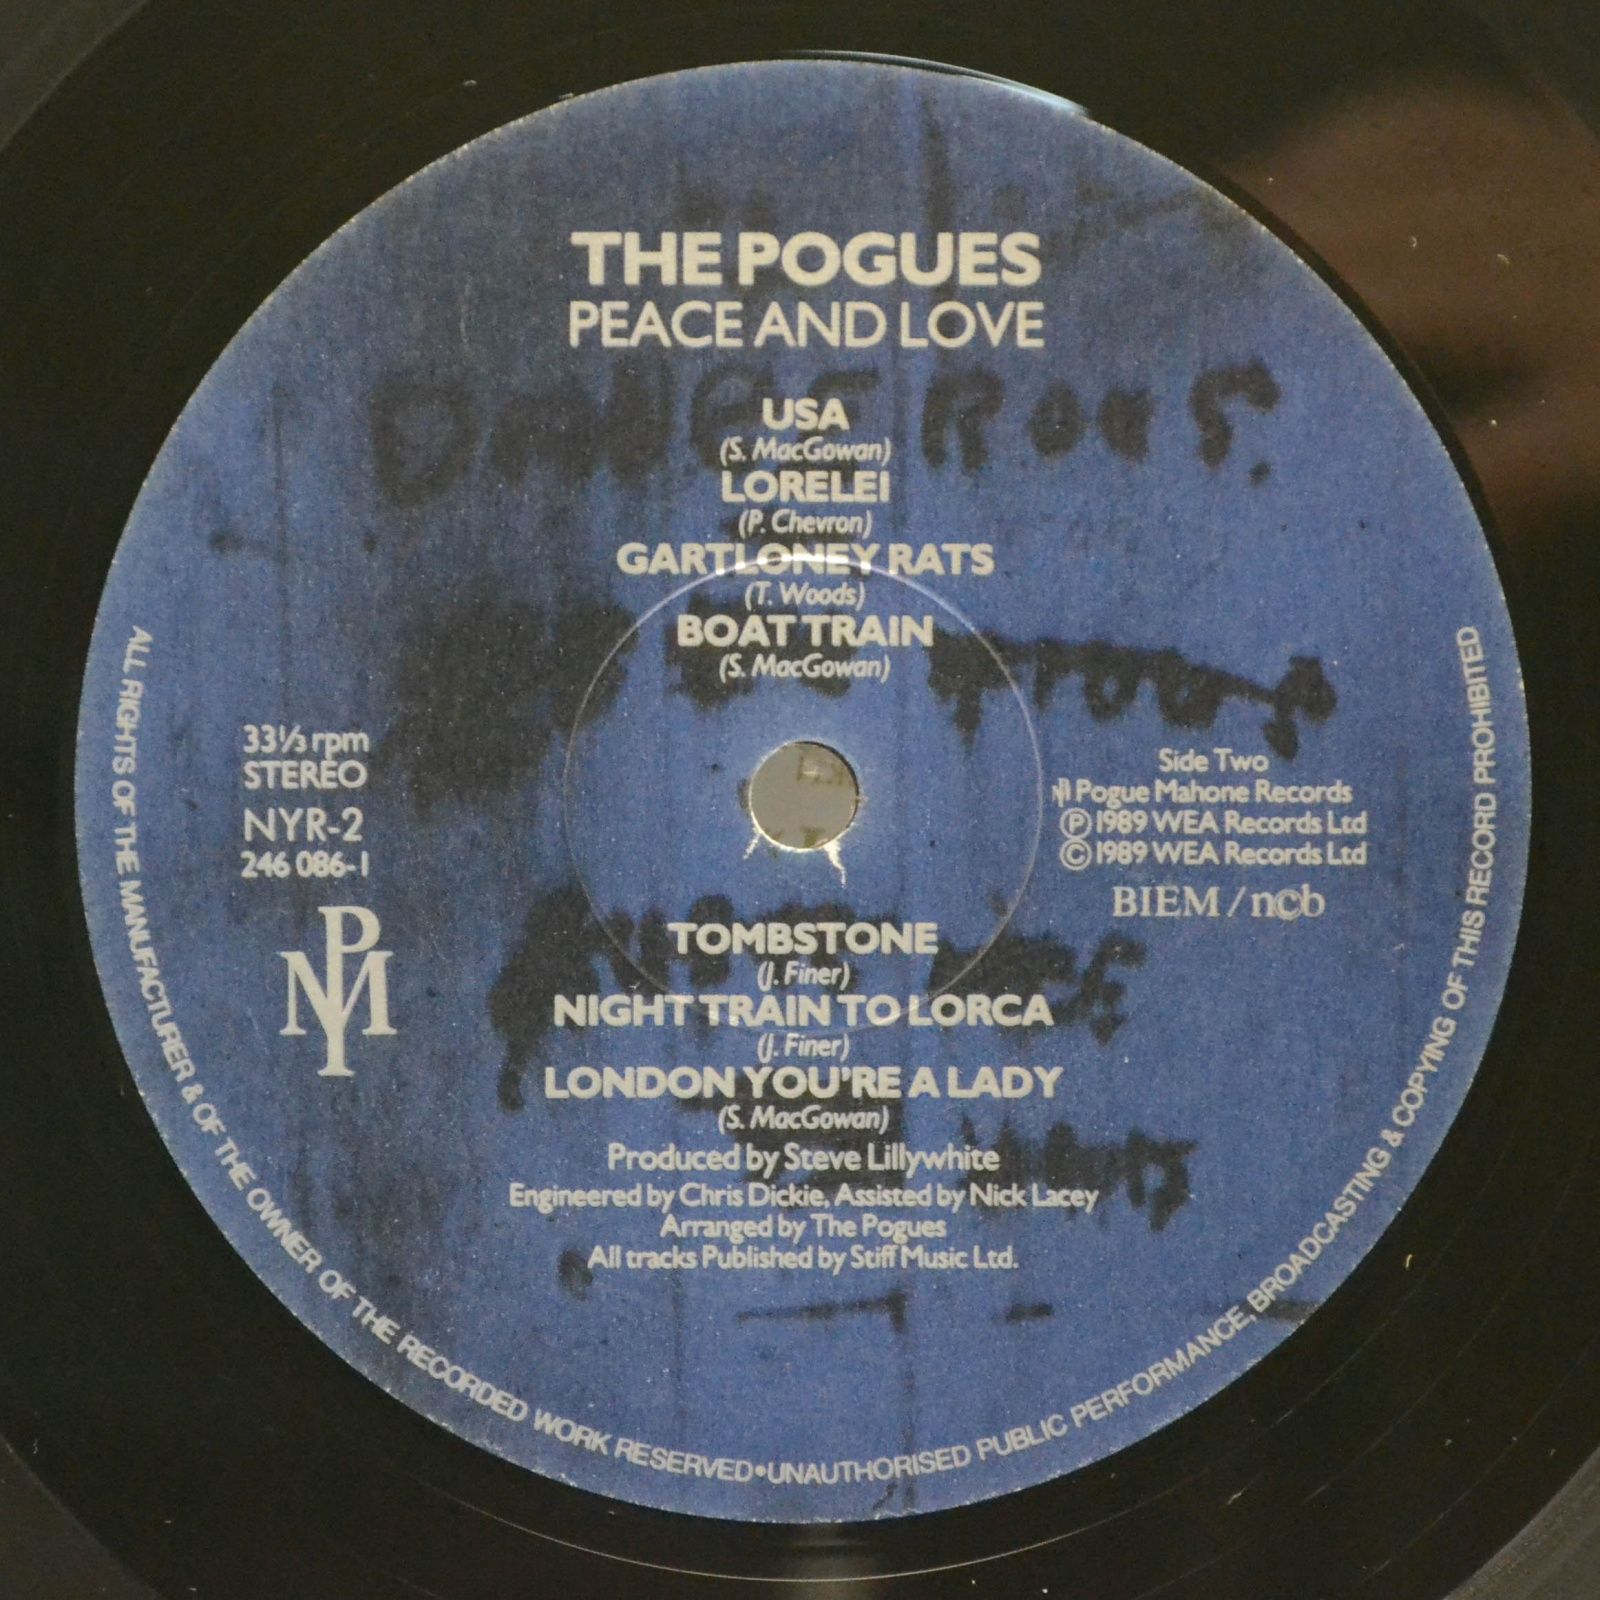 THE POGUES
PEACE AND LOVE
DANGEROUS.
USA
(S. MacGowan)
LORELEI
(P. Chevron)
GARTLONEY RATS
(T. Woods)
BOAT TRAIN
(S. MacGowan)
33⅓ rpm
STEREO
NYR-2
246 086-1
PMY
Side Two
Pogue Mahone Records
Ⓟ 1989 WEA Records Ltd
© 1989 WEA Records Ltd
BIEM / ncb
TOMBSTONE
(J. Finer)
NIGHT TRAIN TO LORCA
(J. Finer)
LONDON YOU'RE A LADY
(S. MacGowan)
Produced by Steve Lillywhite
Engineered by Chris Dickie, Assisted by Nick Lacey
Arranged by The Pogues
All tracks Published by Stiff Music Ltd.
ALL RIGHTS OF THE MANUFACTURER & OF THE OWNER OF THE RECORDED WORK RESERVED•UNAUTHORISED PUBLIC PERFORMANCE, BROADCASTING & COPYING OF THIS RECORD PROHIBITED